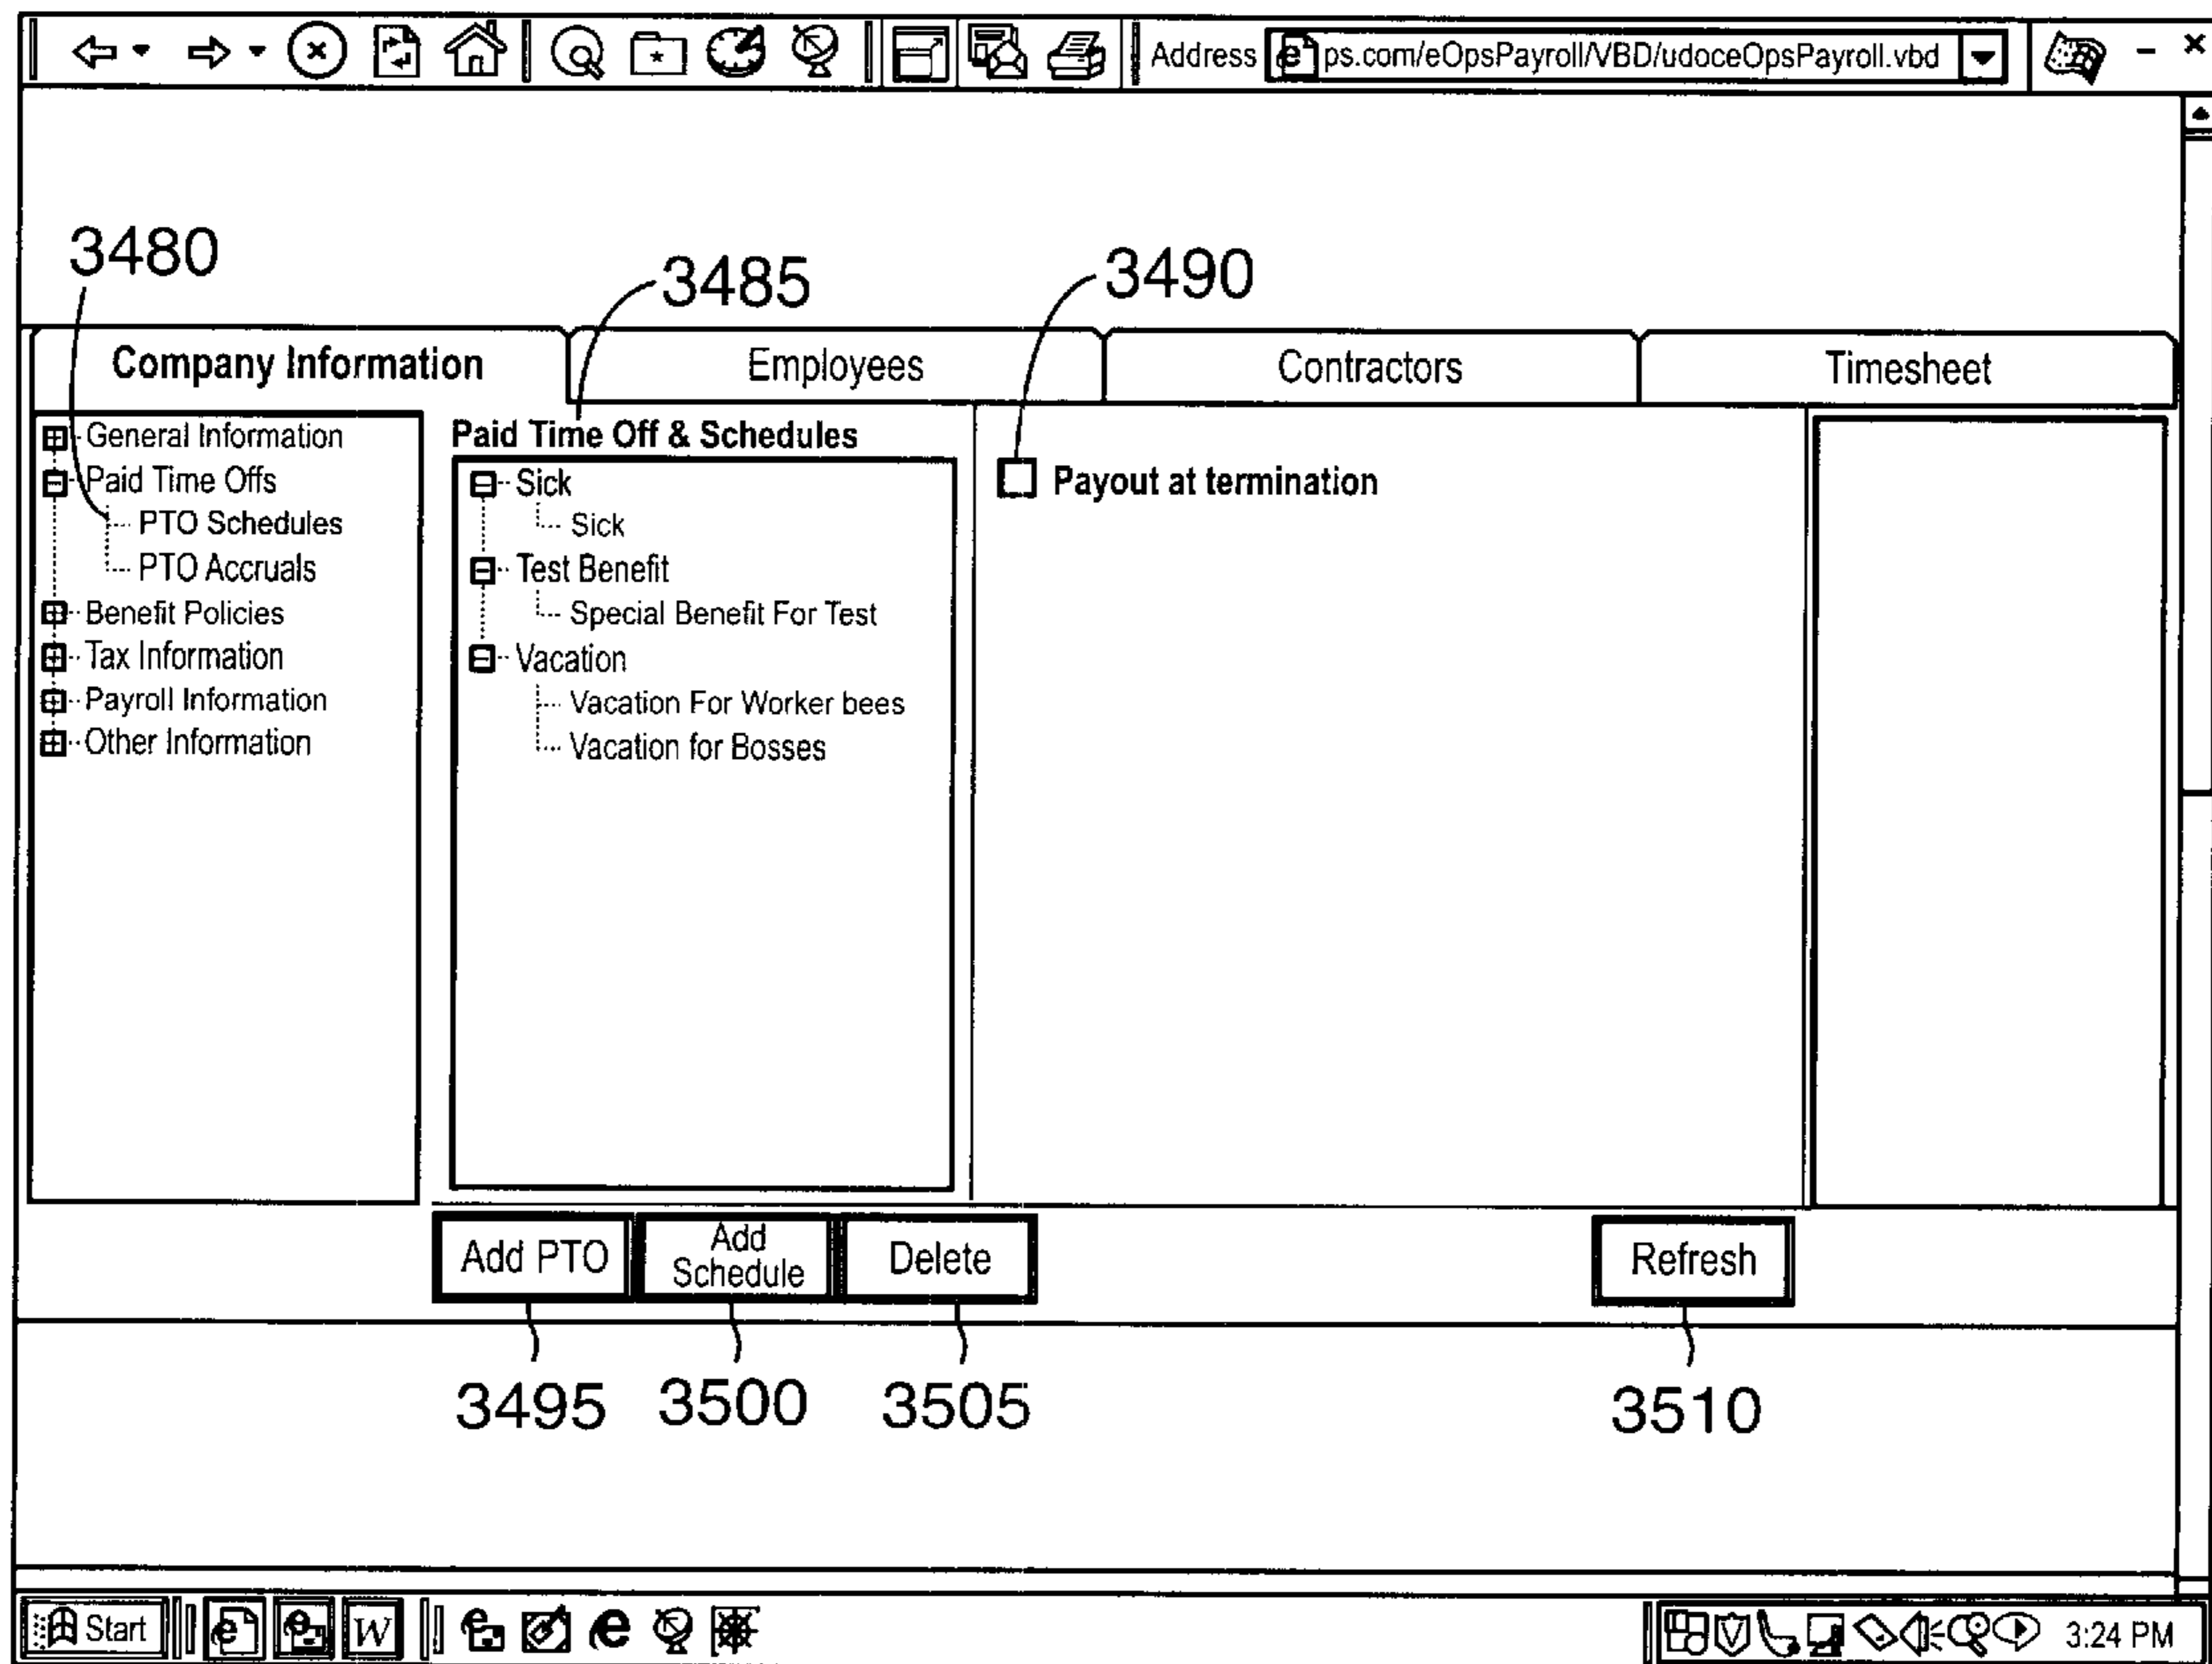 Address ps.com/eOpsPayroll/VBD/udoceOpsPayroll.vbd
3480
3485
3490
Company Information
Employees
Contractors
Timesheet
General Information
Paid Time Offs
PTO Schedules
PTO Accruals
Benefit Policies
Tax Information
Payroll Information
Other Information
Paid Time Off & Schedules
Sick
Sick
Test Benefit
Special Benefit For Test
Vacation
Vacation For Worker bees
Vacation for Bosses
Payout at termination
Add PTO
Add
Schedule
Delete
Refresh
3495
3500
3505
3510
Start
W
3:24 PM